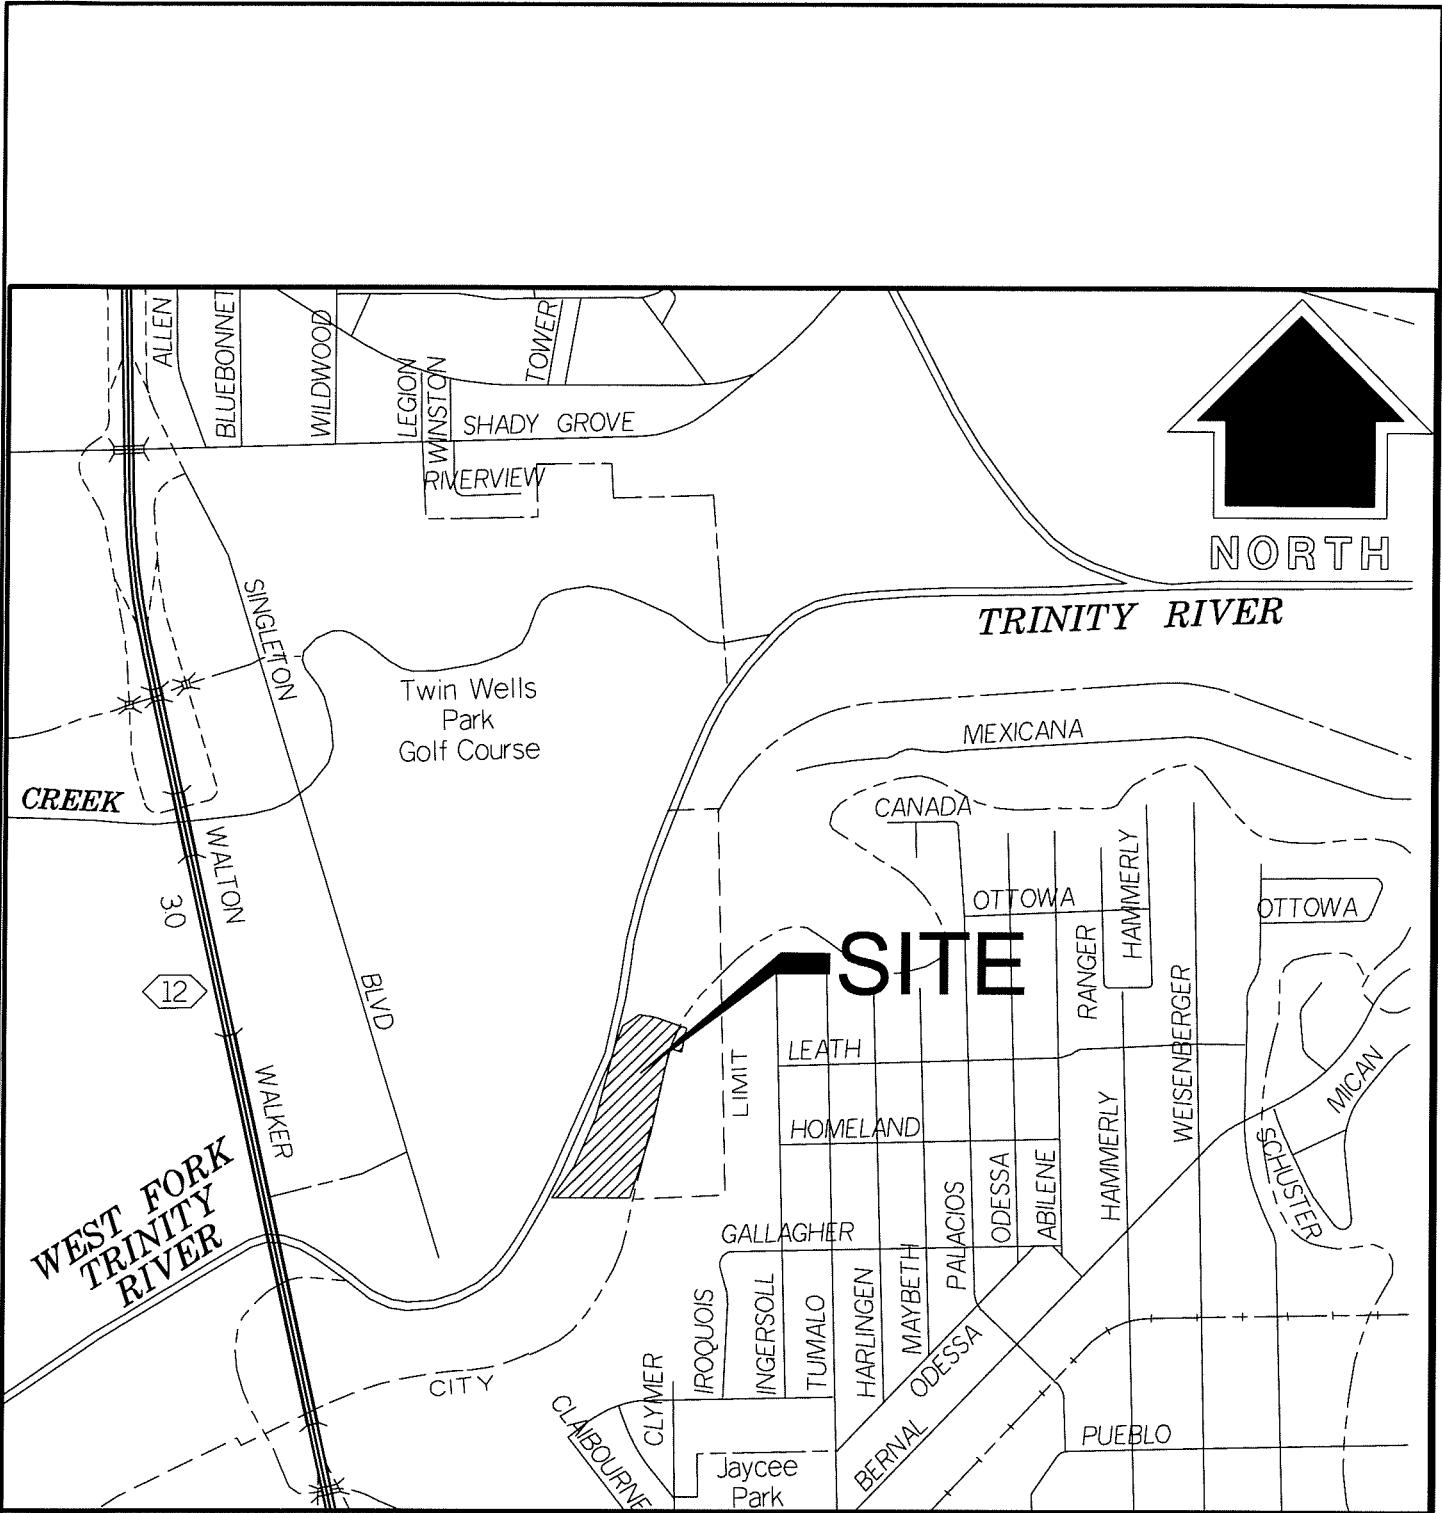 ALLEN
BLUEBONNET
WILDWOOD
LEGION
WINSTON
TOWER
SHADY GROVE
RIVERVIEW
NORTH
TRINITY RIVER
SINGLETON
Twin Wells
Park
Golf Course
MEXICANA
CREEK
CANADA
WALTON
30
HAMMERLY
OTTOWA
OTTOWA
SITE
RANGER
12
BLVD
WEISENBERGER
LEATH
LIMIT
WALKER
MICAN
HOMELAND
HAMMERLY
SCHUSTER
WEST FORK
TRINITY
RIVER
ODESSA
ABILENE
PALACIOS
GALLAGHER
MAYBETH
HARLINGEN
INGERSOLL
TUMALO
IROQUOIS
ODESSA
CITY
CLYMER
CLAIBOURNE
BERNAL
PUEBLO
Jaycee
Park